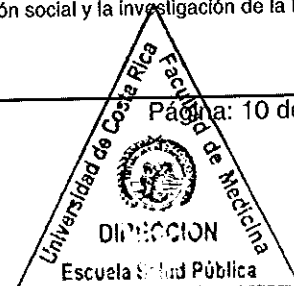 ón social y la investigación de la
Página: 10 de
Universidad de Costa Rica
Facultad de Medicina
DIRECCION
Escuela Salud Pública